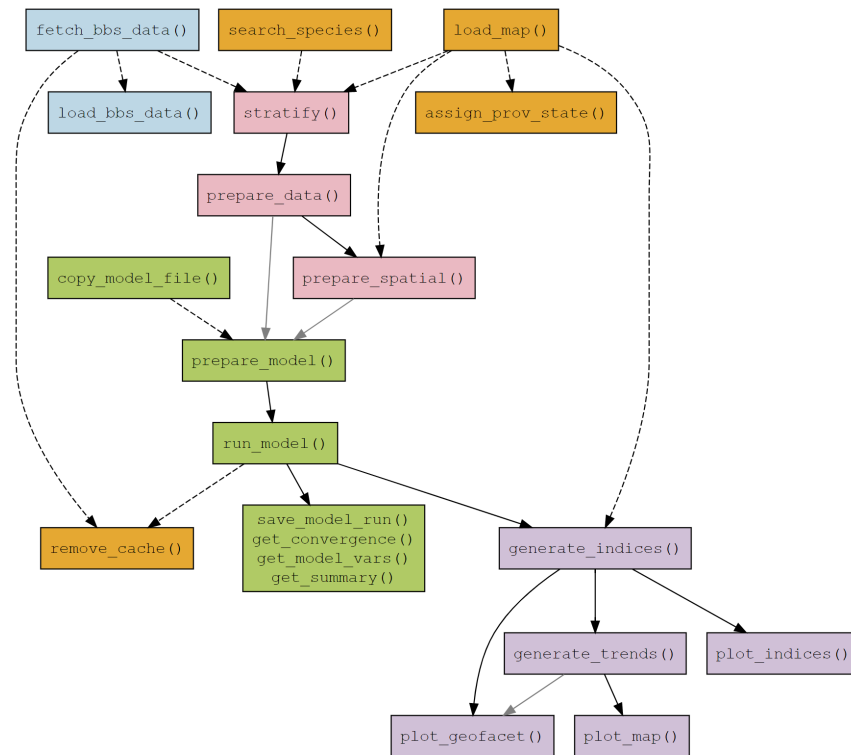 fetch_bbs_data()
search_species()
load_map()
load_bbs_data()
stratify()
assign_prov_state()
prepare_data()
copy_model_file()
prepare_spatial()
prepare_model()
run_model()
remove_cache()
save_model_run()
get_convergence()
get_model_vars()
get_summary()
generate_indices()
generate_trends()
plot_indices()
plot_geofacet()
plot_map()